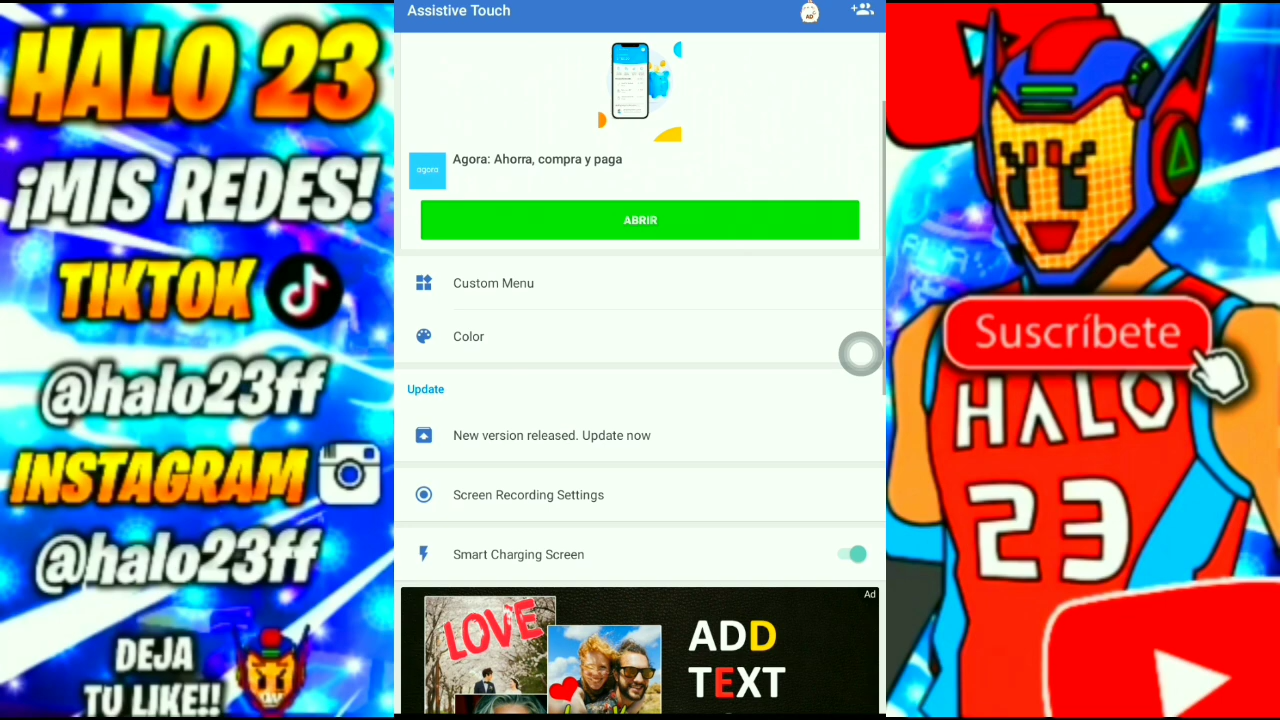 HALO 23
¡MIS REDES!
TIKTOK
@halo23ff
INSTAGRAM
@halo23ff
DEJA
TU LIKE!!
Assistive Touch
AD
agora
Agora: Ahorra, compra y paga
ABRIR
Custom Menu
Color
Update
New version released. Update now
Screen Recording Settings
Smart Charging Screen
Ad
LOVE
ADD
TEXT
Suscríbete
HALO
23